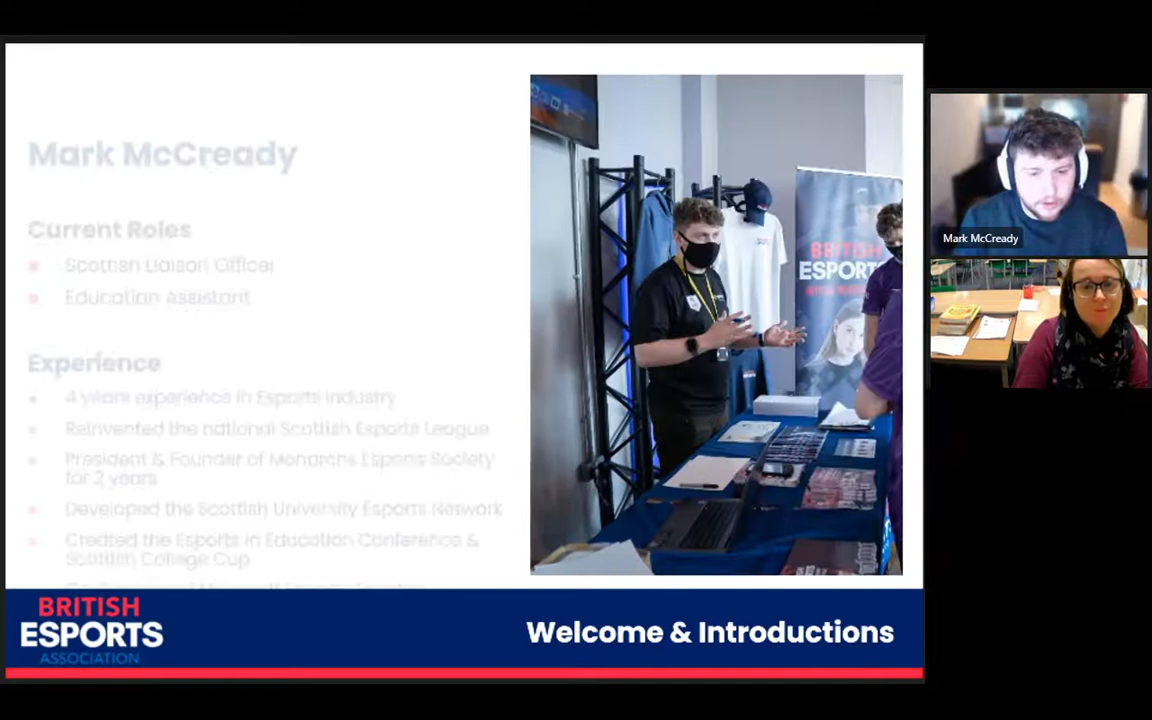 Mark McCready
Current Roles
Scottish Liaison Officer
Education Assistant
Experience
4 years experience in Esports Industry
Reinvented the national Scottish Esports League
President & Founder of Monarchs Esports Society
for 2 years
Developed the Scottish University Esports Network
Created the Esports in Education Conference &
Scottish College Cup
BRITISH
ESPORTS
BRITISH
ESPORTS
ASSOCIATION
Welcome & Introductions
Mark McCready